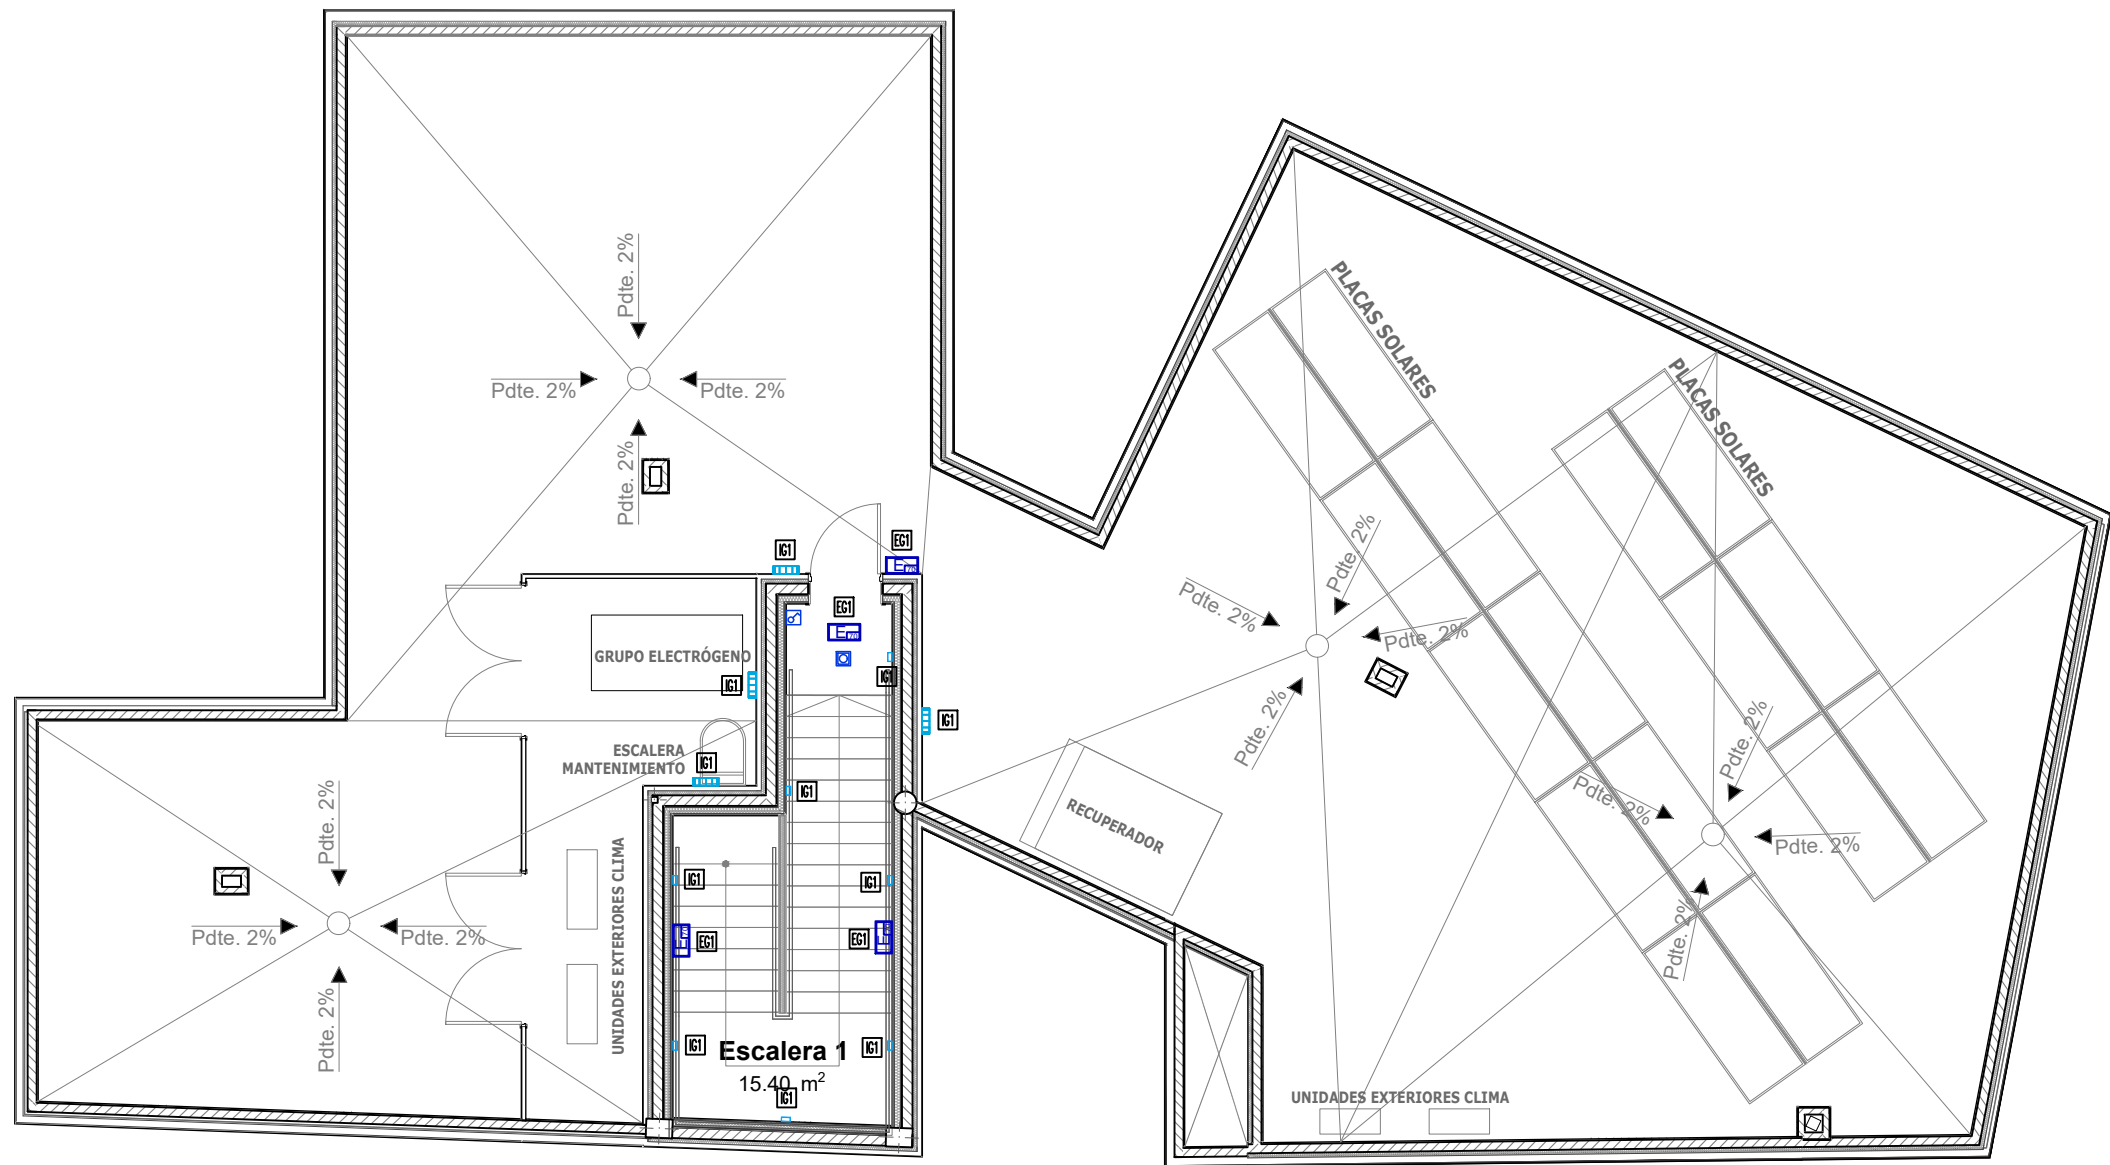 Pdte. 2%
Pdte. 2%
Pdte. 2%
Pdte. 2%
PLACAS SOLARES
PLACAS SOLARES
EG1
IG1
EG1
GRUPO ELECTRÓGENO
IG1
IG1
IG1
ESCALERA
MANTENIMIENTO
IG1
IG1
Pdte. 2%
Pdte. 2%
Pdte. 2%
Pdte. 2%
RECUPERADOR
Pdte. 2%
Pdte. 2%
Pdte. 2%
Pdte. 2%
Pdte. 2%
Pdte. 2%
Pdte. 2%
Pdte. 2%
UNIDADES EXTERIORES CLIMA
IG1
IG1
EG1
EG1
IG1
Escalera 1
IG1
15.40 m²
IG1
UNIDADES EXTERIORES CLIMA